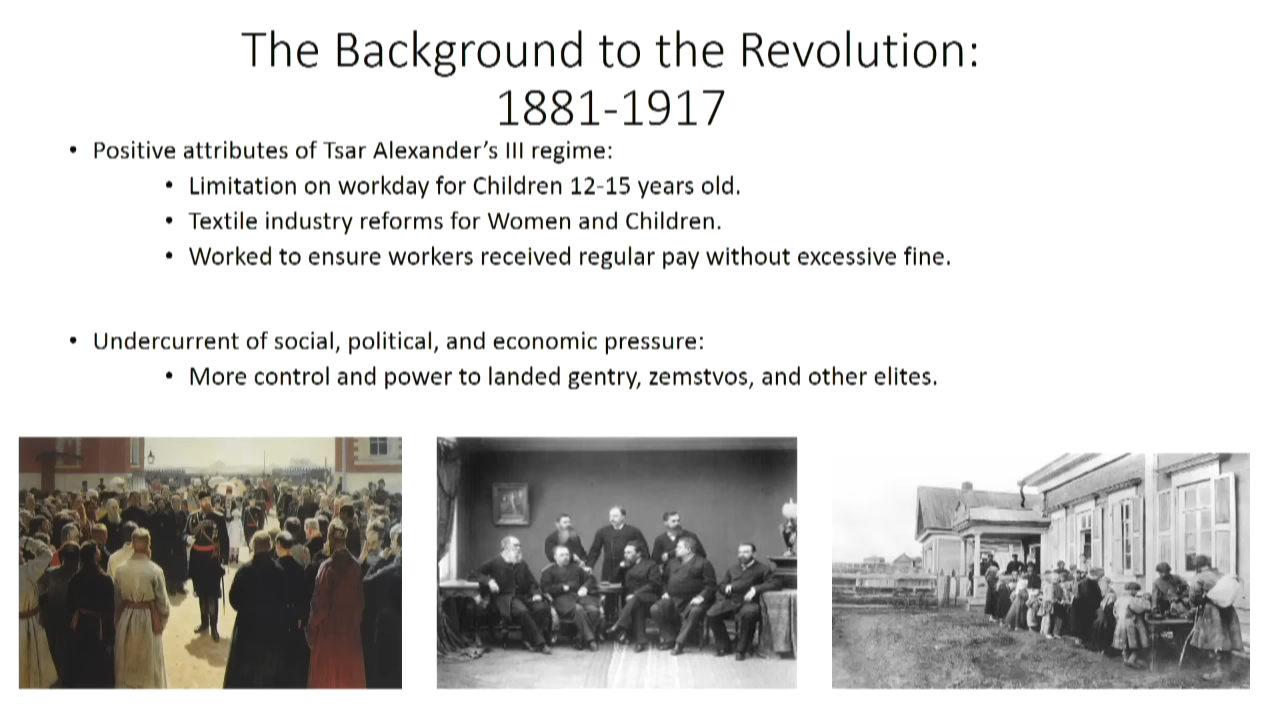 The Background to the Revolution:
1881-1917
• Positive attributes of Tsar Alexander’s III regime:
• Limitation on workday for Children 12-15 years old.
• Textile industry reforms for Women and Children.
• Worked to ensure workers received regular pay without excessive fine.
• Undercurrent of social, political, and economic pressure:
• More control and power to landed gentry, zemstvos, and other elites.